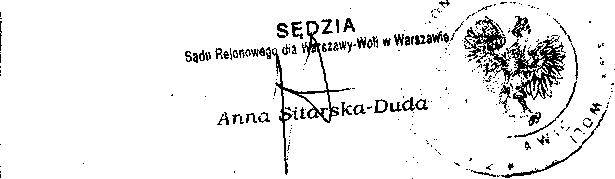 SĘDZIA
Sądu Rejonowego dla Warszawy-Woli w Warszawie
Anna Sitarska-Duda